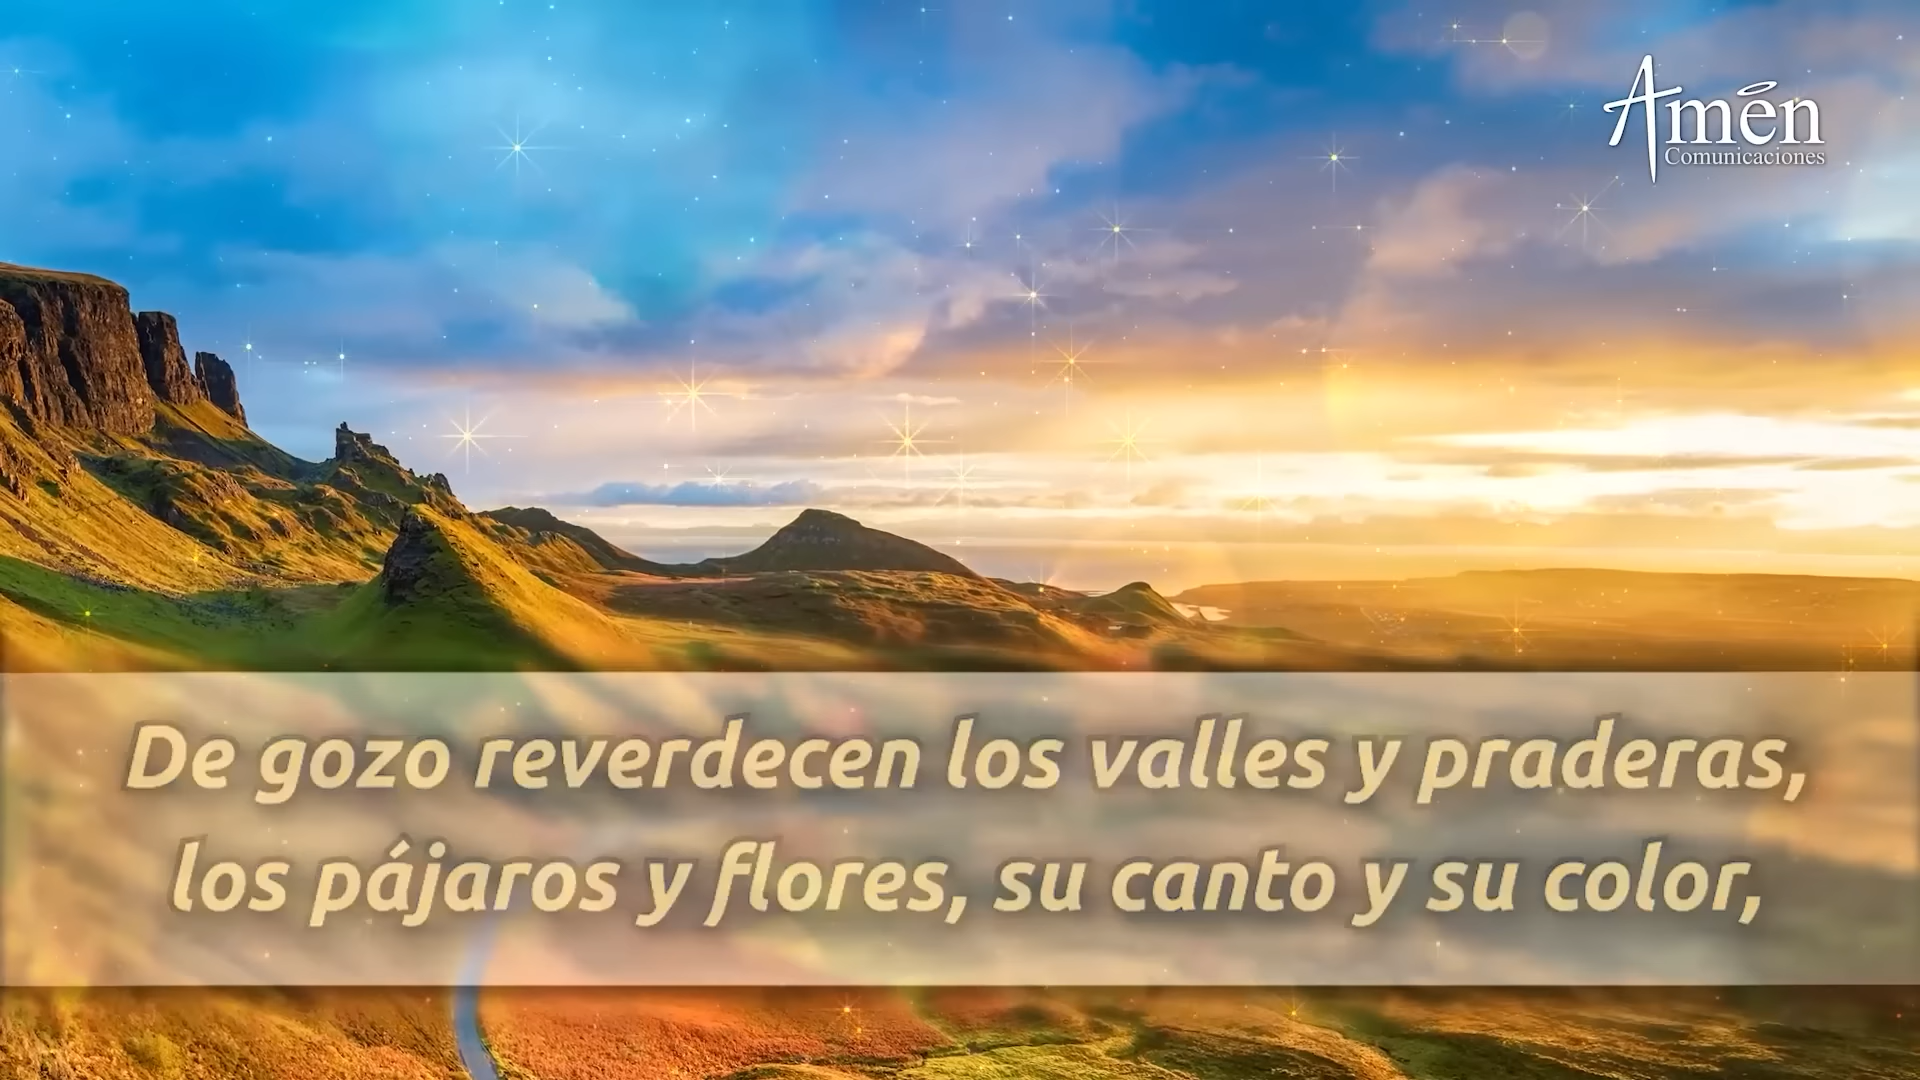 Amén
Comunicaciones
De gozo reverdecen los valles y praderas,
los pájaros y flores, su canto y su color,